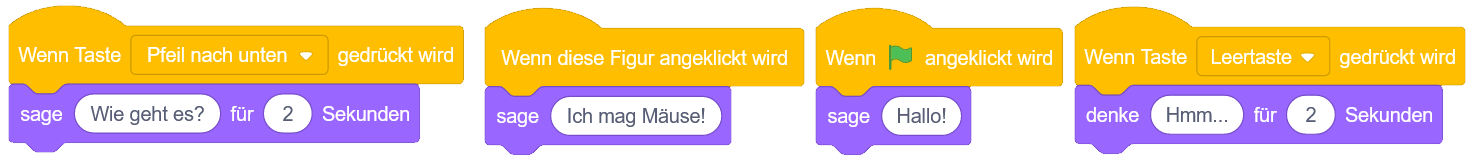 Wenn Taste Pfeil nach unten gedrückt wird
sage Wie geht es? für 2 Sekunden
Wenn diese Figur angeklickt wird
sage Ich mag Mäuse!
Wenn angeklickt wird
sage Hallo!
Wenn Taste Leertaste gedrückt wird
denke Hmm... für 2 Sekunden